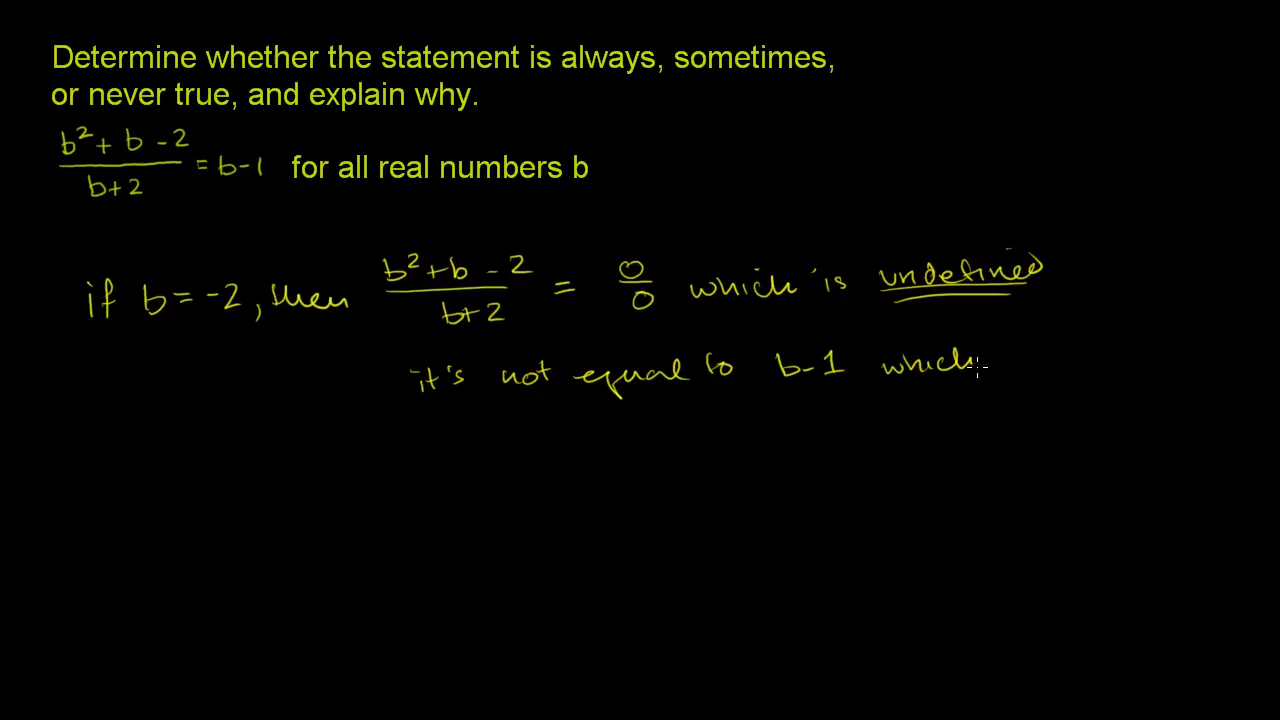 Determine whether the statement is always, sometimes,
or never true, and explain why.
b² + b - 2 / b+2 = b-1 for all real numbers b
if b = -2, then b² + b - 2 / b+2 = 0/0 which is undefined
it's not equal to b-1 which